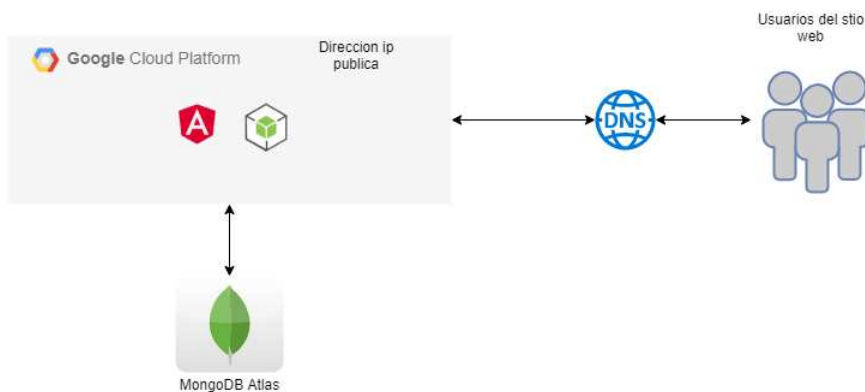 Usuarios del stio
web
Google Cloud Platform
Direccion ip
publica
A
DNS
MongoDB Atlas